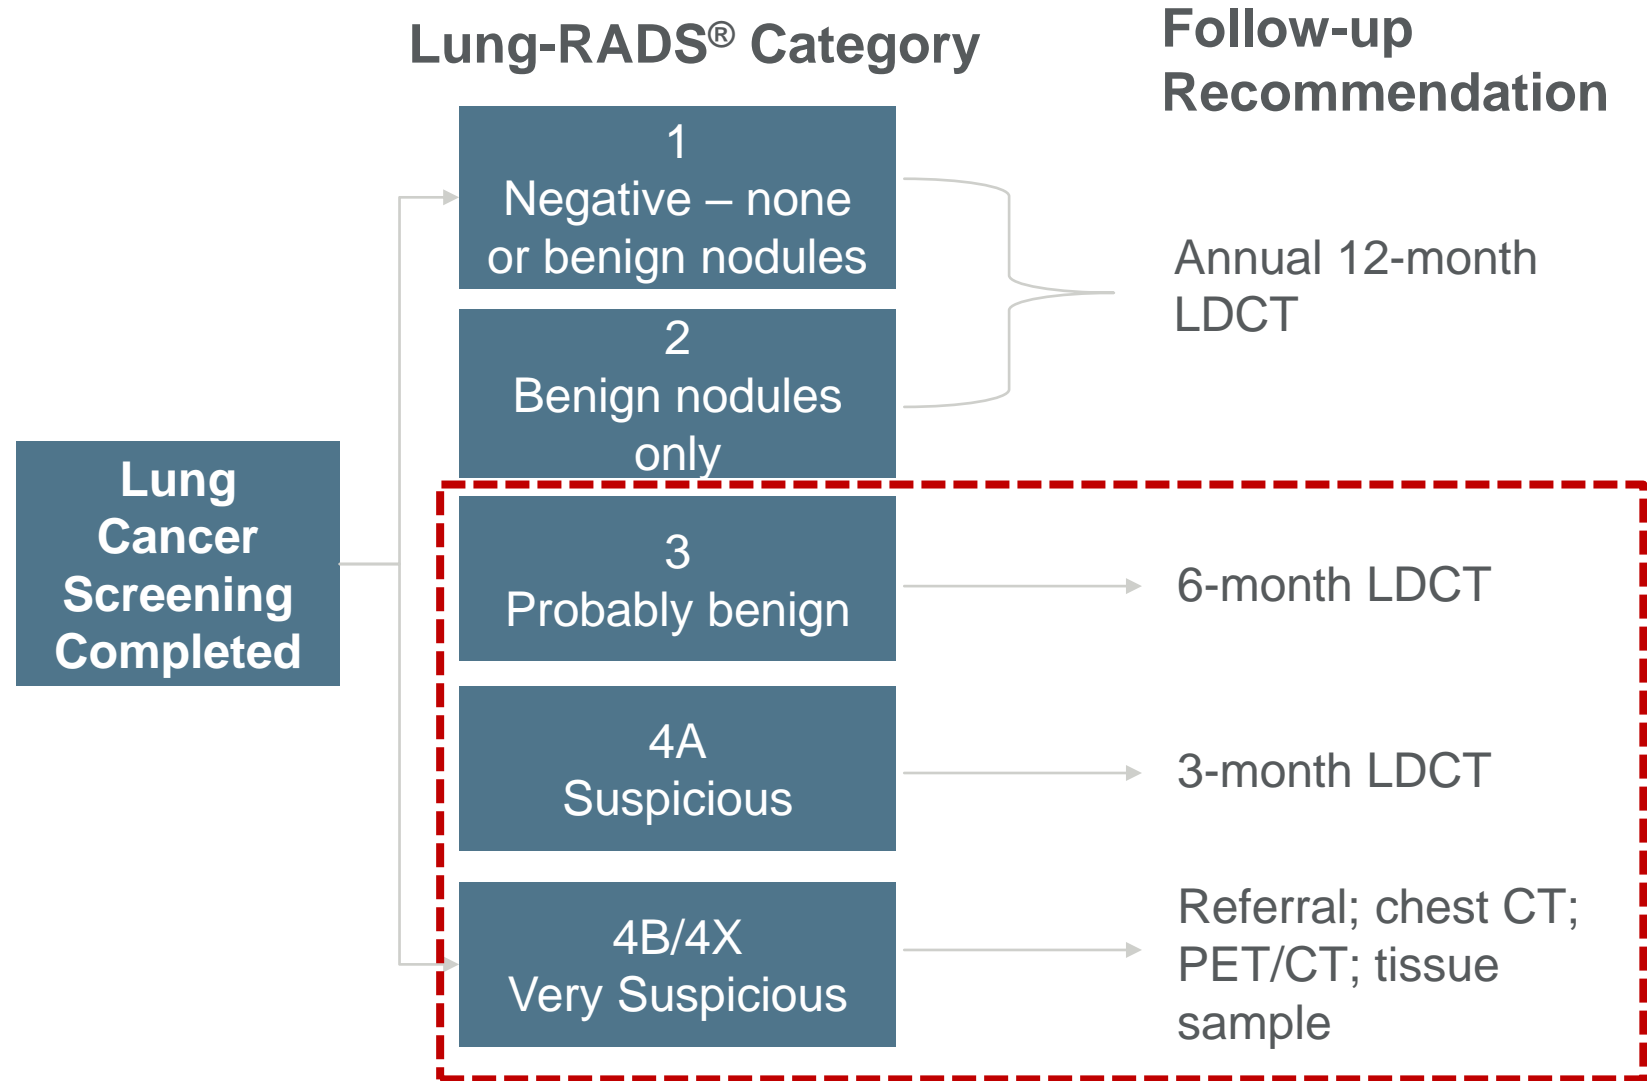 Lung-RADS® Category
Follow-up
Recommendation
1
Negative – none
or benign nodules
Annual 12-month
LDCT
2
Benign nodules
only
Lung
Cancer
Screening
Completed
3
Probably benign
6-month LDCT
4A
Suspicious
3-month LDCT
4B/4X
Very Suspicious
Referral; chest CT;
PET/CT; tissue
sample